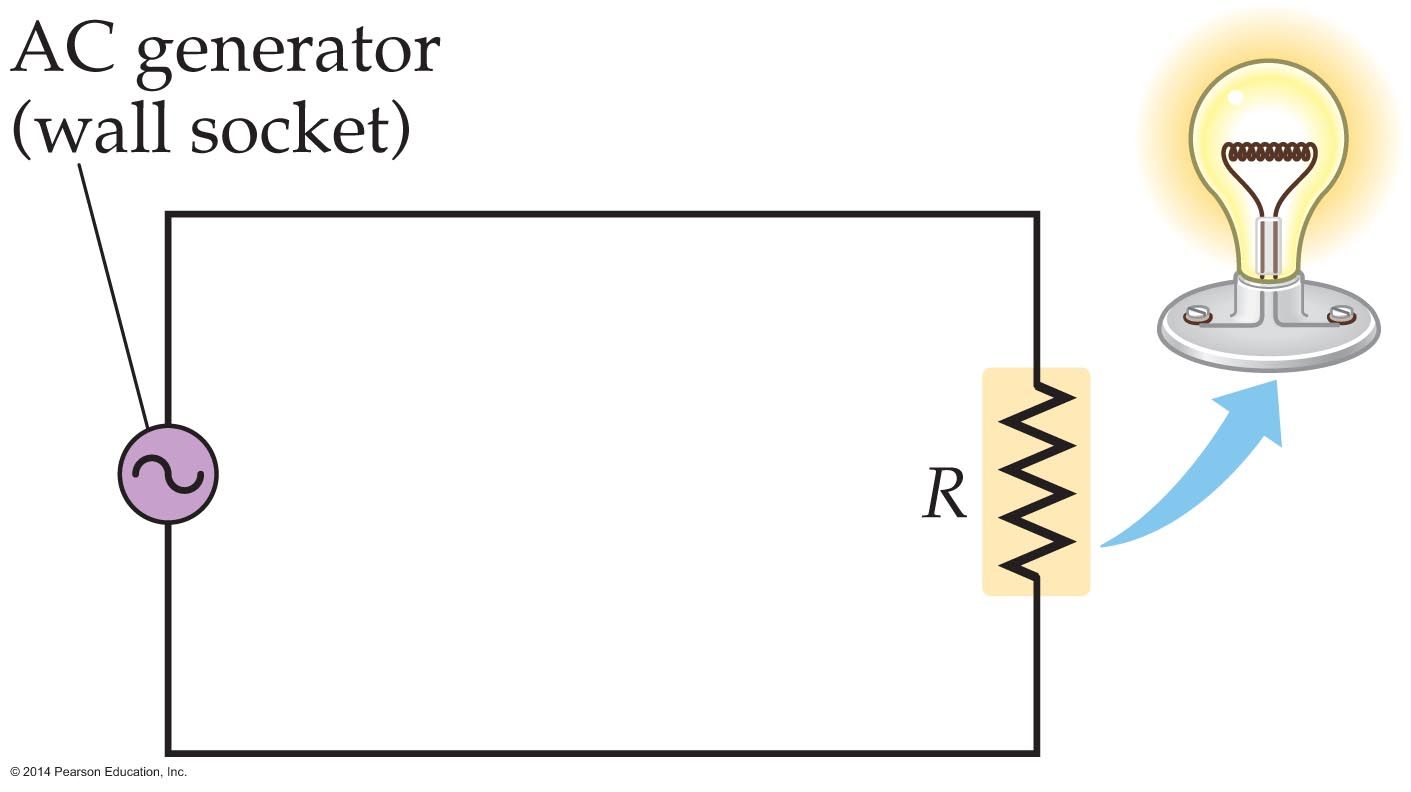 AC generator
(wall socket)
R
© 2014 Pearson Education, Inc.